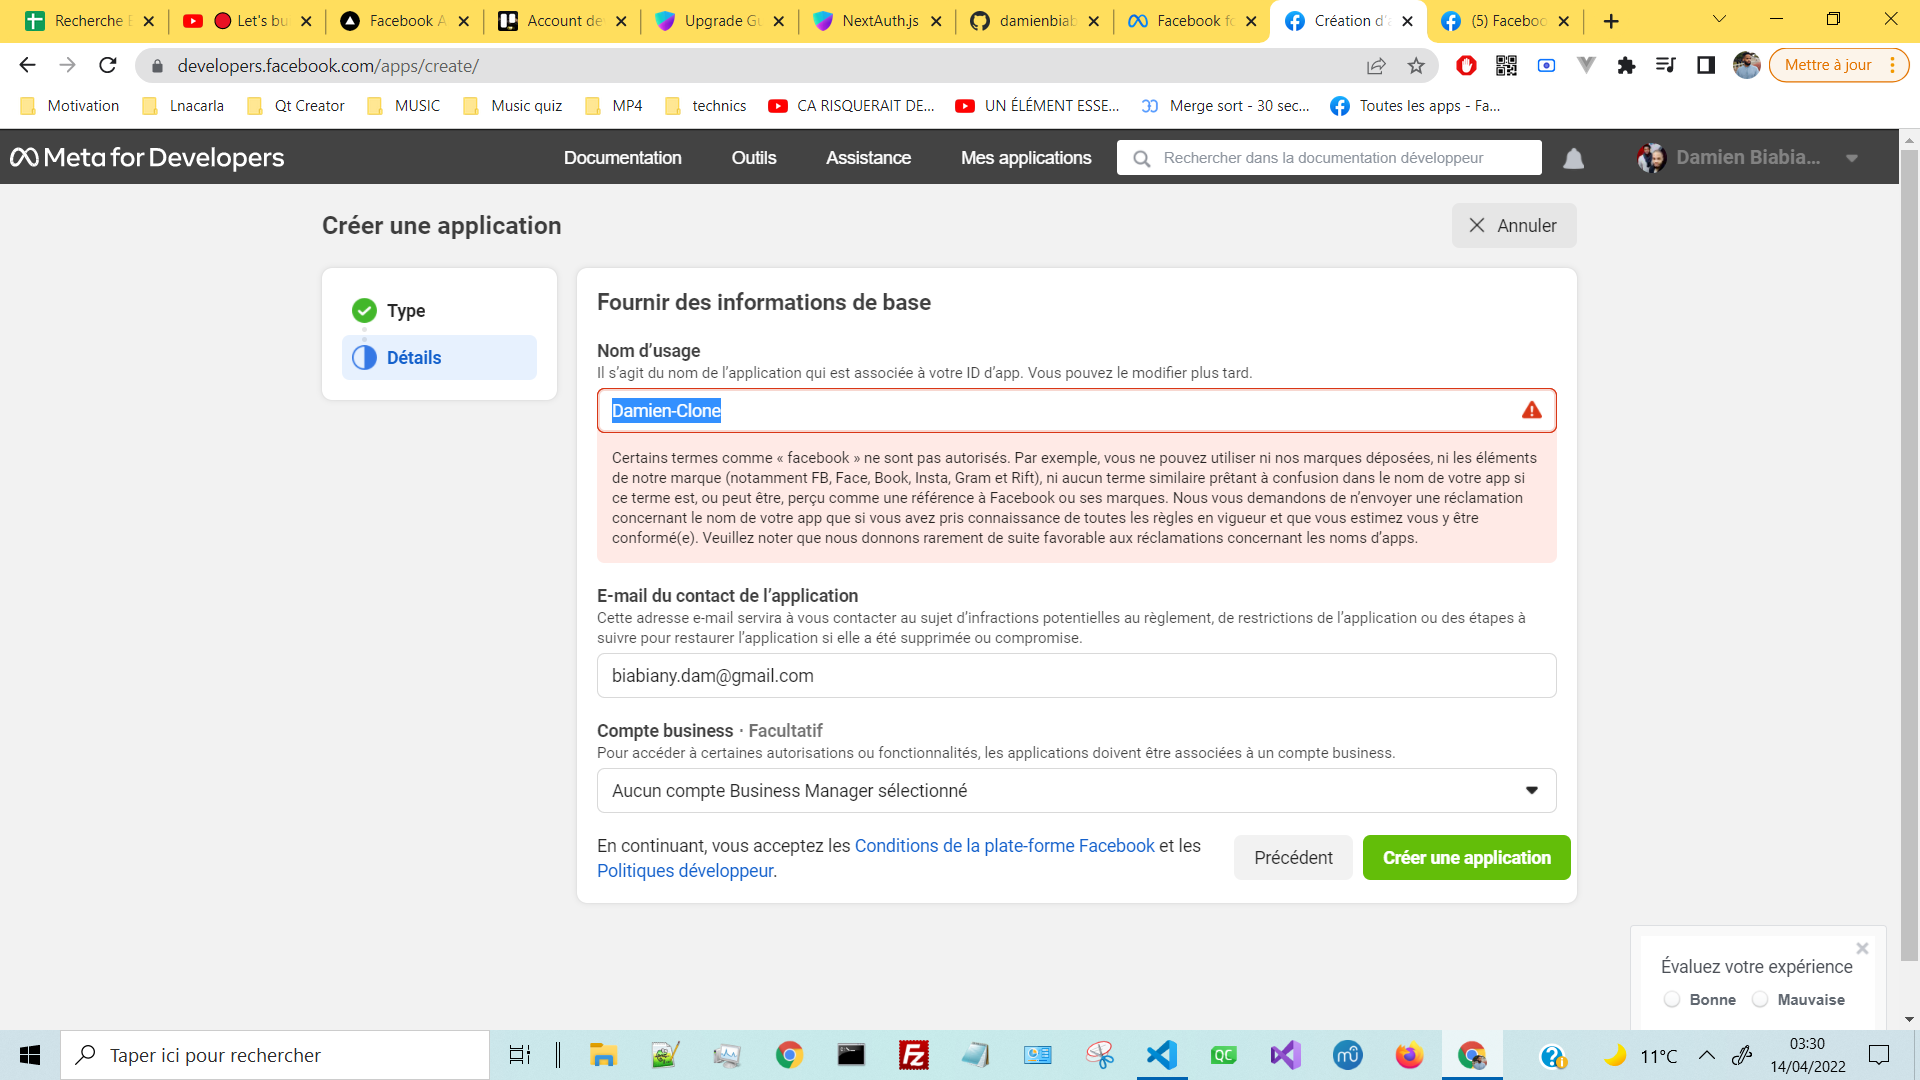 Recherche E
Let's bu
Facebook A
Account de
Upgrade Gu
NextAuth.js
damienbiab
Facebook fo
Création d'a
(5) Faceboo
developers.facebook.com/apps/create/
Mettre à jour
Motivation
Lnacarla
Qt Creator
MUSIC
Music quiz
MP4
technics
CA RISQUERAIT DE...
UN ÉLÉMENT ESSE...
Merge sort - 30 sec...
Toutes les apps - Fa...
Meta for Developers
Documentation
Outils
Assistance
Mes applications
Rechercher dans la documentation développeur
Damien Biabia...
Créer une application
Annuler
Type
Détails
Fournir des informations de base
Nom d’usage
Il s’agit du nom de l’application qui est associée à votre ID d’app. Vous pouvez le modifier plus tard.
Damien-Clone
Certains termes comme « facebook » ne sont pas autorisés. Par exemple, vous ne pouvez utiliser ni nos marques déposées, ni les éléments
de notre marque (notamment FB, Face, Book, Insta, Gram et Rift), ni aucun terme similaire prêtant à confusion dans le nom de votre app si
ce terme est, ou peut être, perçu comme une référence à Facebook ou ses marques. Nous vous demandons de n’envoyer une réclamation
concernant le nom de votre app que si vous avez pris connaissance de toutes les règles en vigueur et que vous estimez vous y être
conformé(e). Veuillez noter que nous donnons rarement de suite favorable aux réclamations concernant les noms d’apps.
E-mail du contact de l’application
Cette adresse e-mail servira à vous contacter au sujet d’infractions potentielles au règlement, de restrictions de l’application ou des étapes à
suivre pour restaurer l’application si elle a été supprimée ou compromise.
biabiany.dam@gmail.com
Compte business · Facultatif
Pour accéder à certaines autorisations ou fonctionnalités, les applications doivent être associées à un compte business.
Aucun compte Business Manager sélectionné
En continuant, vous acceptez les Conditions de la plate-forme Facebook et les
Politiques développeur.
Précédent
Créer une application
Évaluez votre expérience
Bonne
Mauvaise
Taper ici pour rechercher
11°C
03:30
14/04/2022